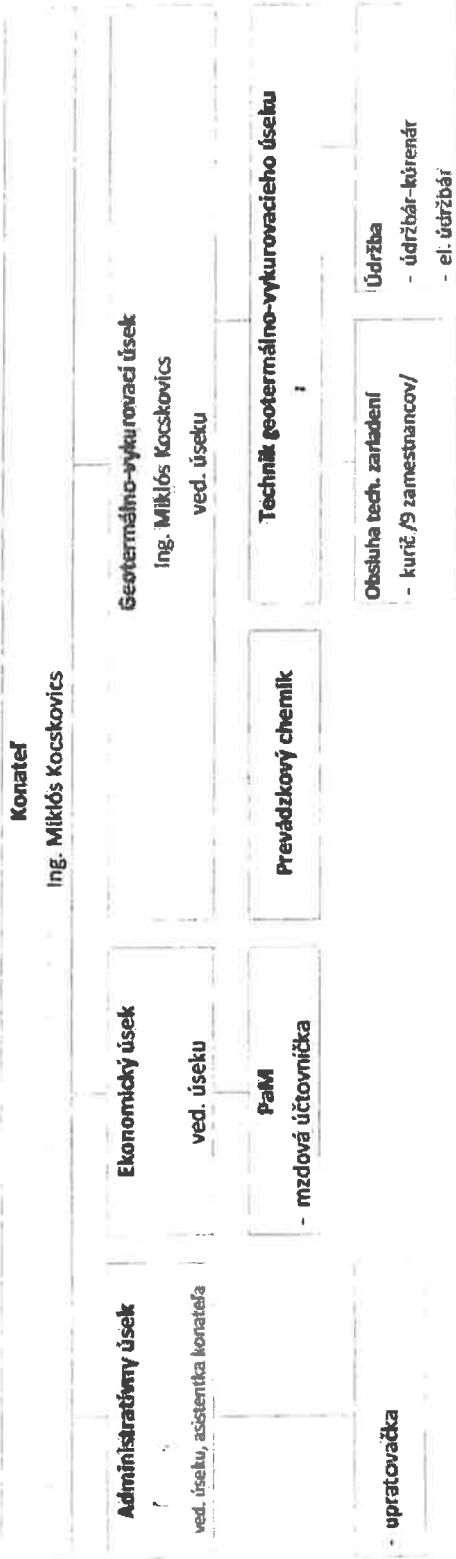 Konateľ
Ing. Miklós Kocskovics
Administratívny úsek
ved. úseku, asistentka konateľa
Ekonomický úsek
ved. úseku
Geotermálno-vykurovací úsek
Ing. Miklós Kocskovics
ved. úseku
PaM
- mzdová účtovníčka
Prevádzkový chemik
Technik geotermálno-vykurovacieho úseku
- upratovačka
Obsluha tech. zariadení
- kurič /9 zamestnancov/
Údržba
- údržbár-kúrenár
- el. údržbár